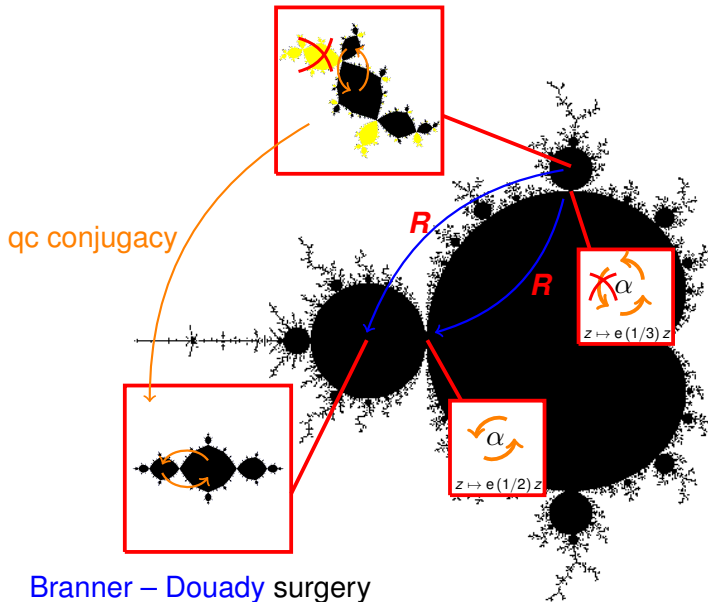 R
qc conjugacy
R
α
z ↦ e (1/3) z
α
z ↦ e (1/2) z
Branner – Douady surgery